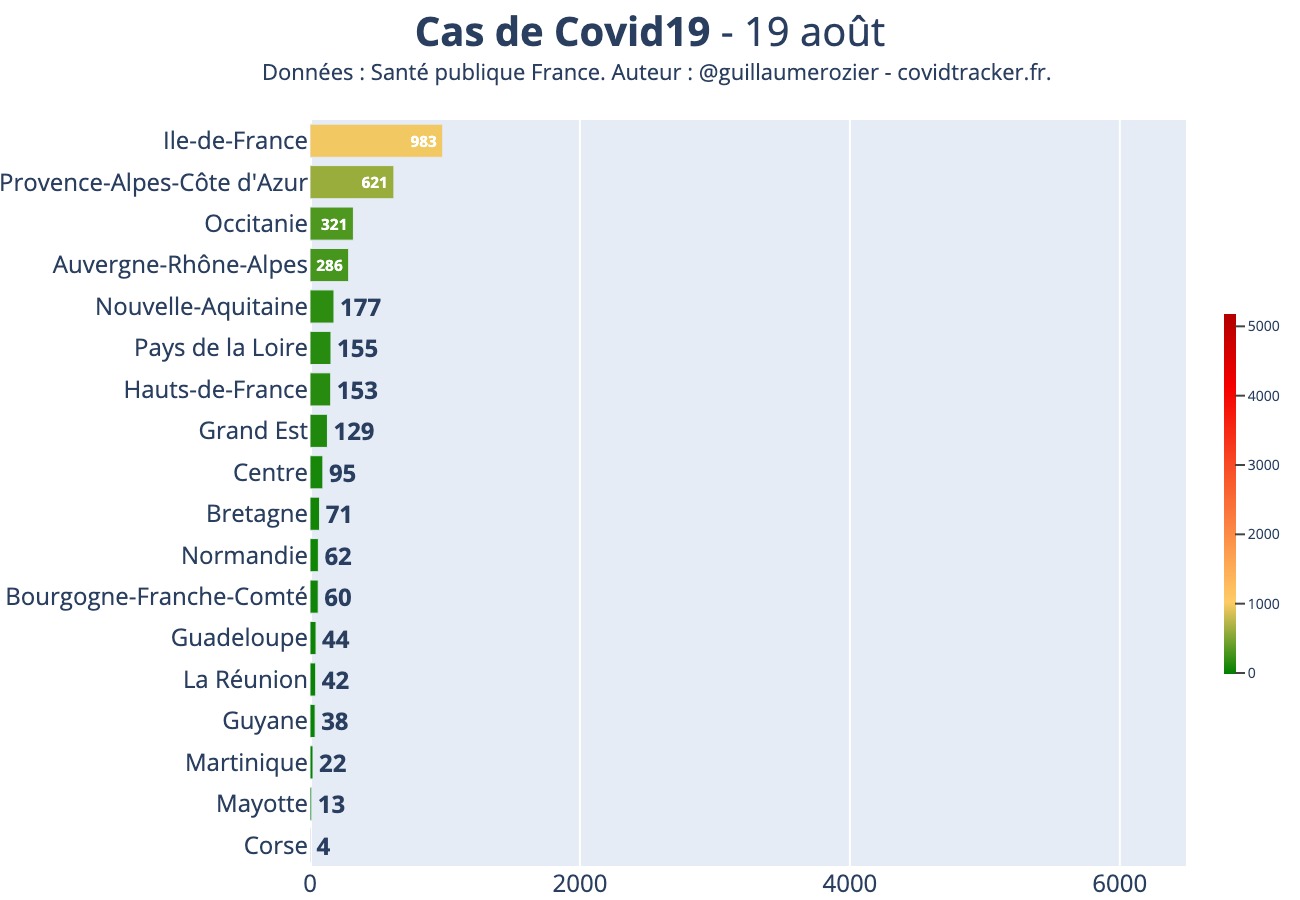 Cas de Covid19 - 19 août
Données : Santé publique France. Auteur : @guillaumerozier - covidtracker.fr.
Ile-de-France 983
Provence-Alpes-Côte d'Azur 621
Occitanie 321
Auvergne-Rhône-Alpes 286
Nouvelle-Aquitaine 177
Pays de la Loire 155
Hauts-de-France 153
Grand Est 129
Centre 95
Bretagne 71
Normandie 62
Bourgogne-Franche-Comté 60
Guadeloupe 44
La Réunion 42
Guyane 38
Martinique 22
Mayotte 13
Corse 4
0 2000 4000 6000
5000
4000
3000
2000
1000
0